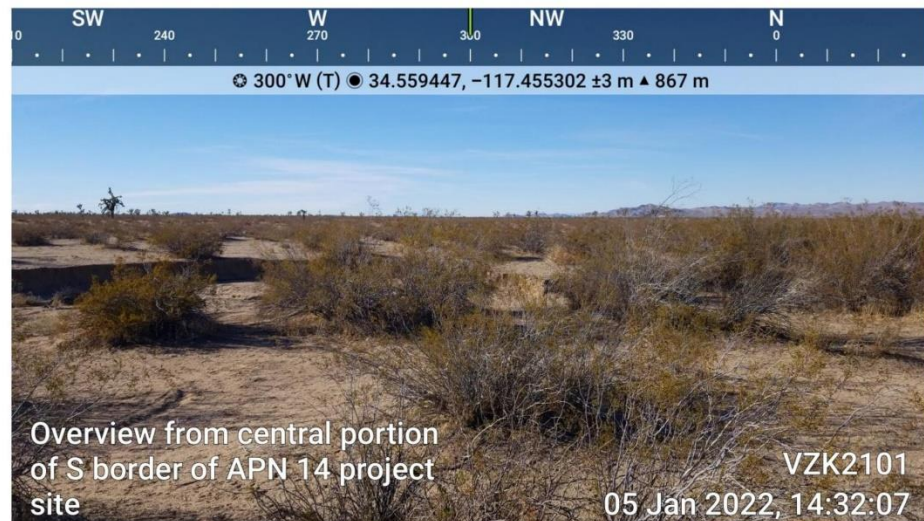 SW W NW N
10 240 270 300 330 0
300°W (T) 34.559447, −117.455302 ±3 m ▲ 867 m
Overview from central portion
of S border of APN 14 project
site
VZK2101
05 Jan 2022, 14:32:07